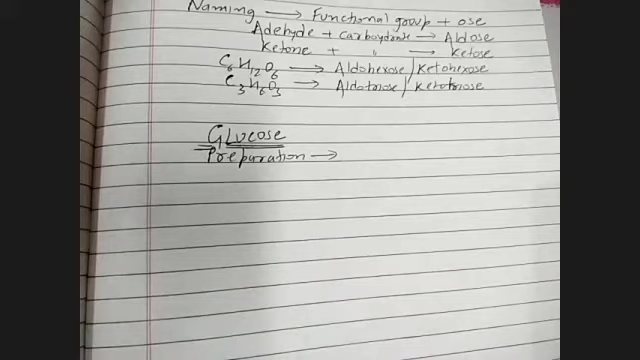 Naming → Functional group + ose
Adehyde + carbohydrate → Aldose
Ketone + " → Ketose
C6H12O6 → Aldohexose/Ketohexose
C3H6O3 → Aldotriose/Ketotriose
Glucose
Preparation →